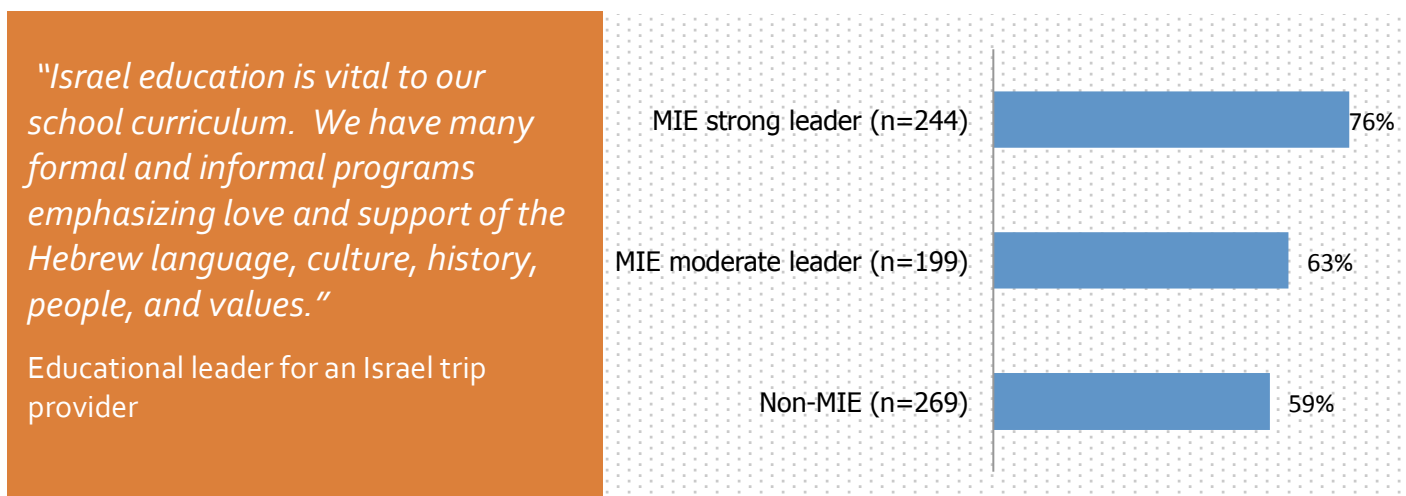 “Israel education is vital to our
school curriculum. We have many
formal and informal programs
emphasizing love and support of the
Hebrew language, culture, history,
people, and values.”
Educational leader for an Israel trip
provider
MIE strong leader (n=244)
76%
MIE moderate leader (n=199)
63%
Non-MIE (n=269)
59%